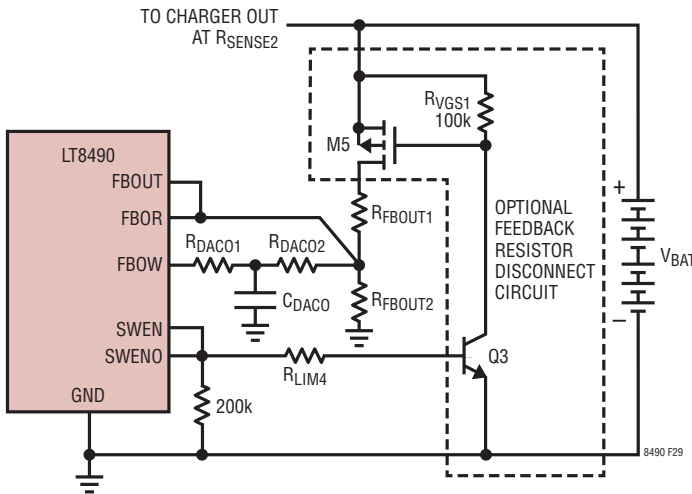 TO CHARGER OUT
AT RSENSE2
RVGS1
100k
M5
LT8490
FBOUT
FBOR
FBOW
RDACO1
RDACO2
CDACO
RFBOUT1
RFBOUT2
OPTIONAL
FEEDBACK
RESISTOR
DISCONNECT
CIRCUIT
+
VBAT
–
SWEN
SWENO
RLIM4
Q3
GND
200k
8490 F29